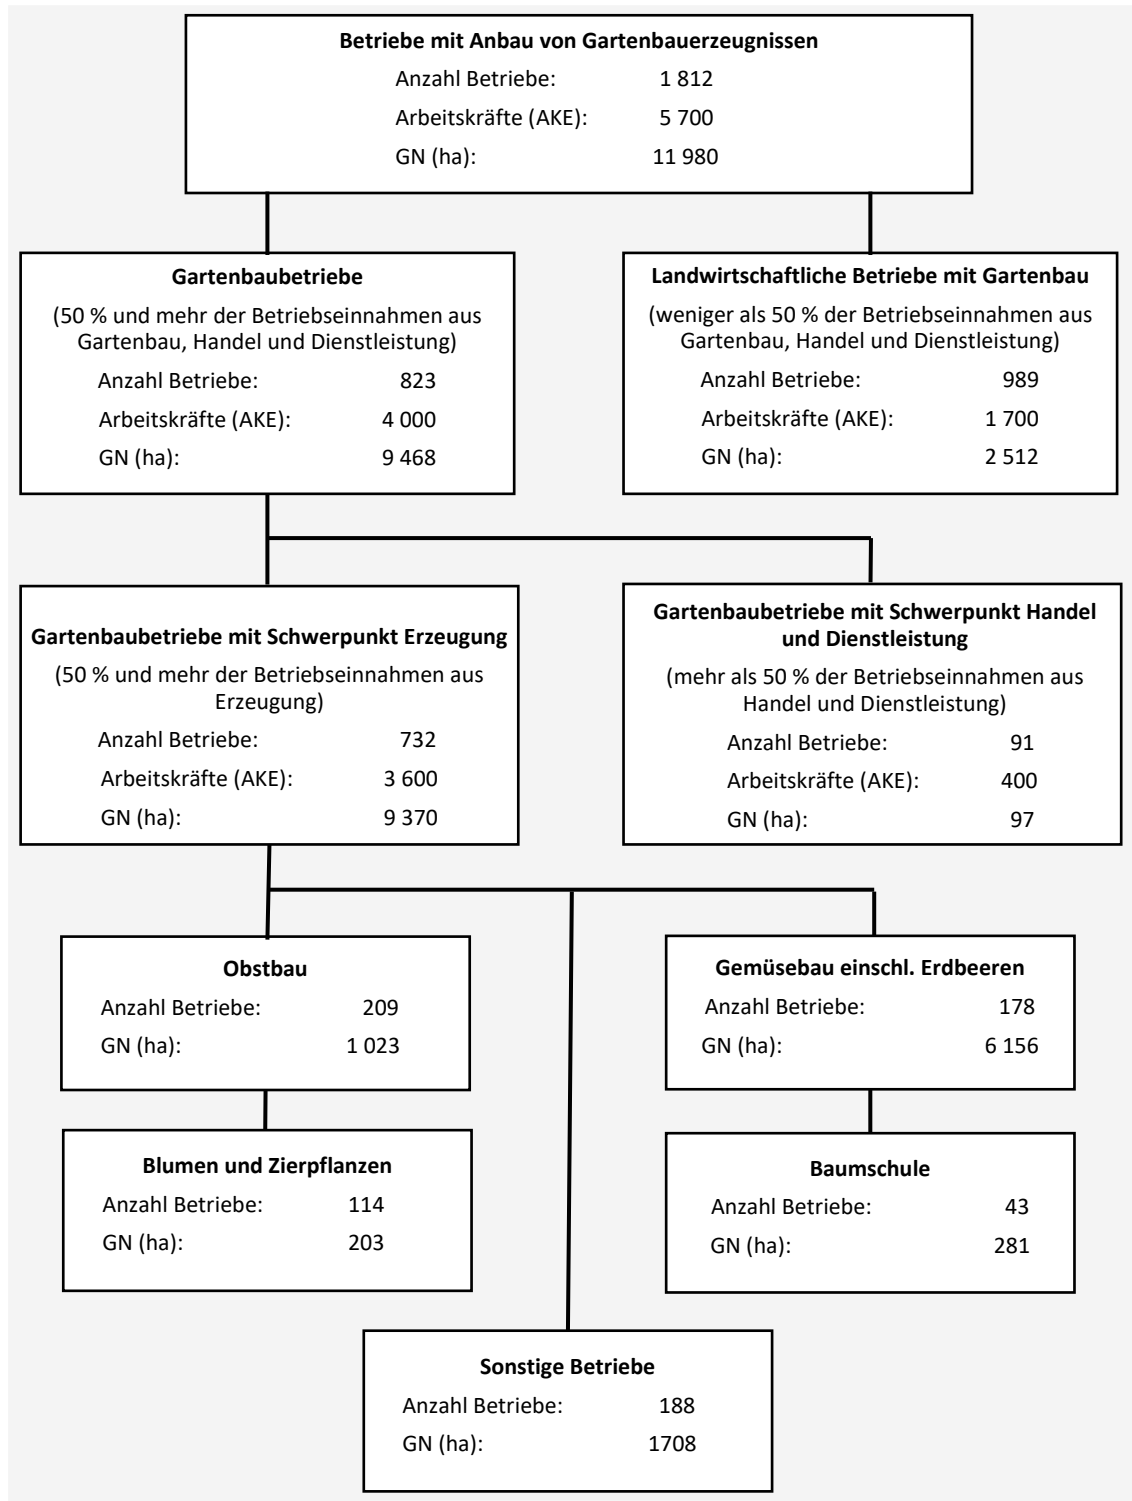 Betriebe mit Anbau von Gartenbauerzeugnissen
Anzahl Betriebe: 1 812
Arbeitskräfte (AKE): 5 700
GN (ha): 11 980
Gartenbaubetriebe
(50 % und mehr der Betriebseinnahmen aus
Gartenbau, Handel und Dienstleistung)
Anzahl Betriebe: 823
Arbeitskräfte (AKE): 4 000
GN (ha): 9 468
Landwirtschaftliche Betriebe mit Gartenbau
(weniger als 50 % der Betriebseinnahmen aus
Gartenbau, Handel und Dienstleistung)
Anzahl Betriebe: 989
Arbeitskräfte (AKE): 1 700
GN (ha): 2 512
Gartenbaubetriebe mit Schwerpunkt Erzeugung
(50 % und mehr der Betriebseinnahmen aus
Erzeugung)
Anzahl Betriebe: 732
Arbeitskräfte (AKE): 3 600
GN (ha): 9 370
Gartenbaubetriebe mit Schwerpunkt Handel
und Dienstleistung
(mehr als 50 % der Betriebseinnahmen aus
Handel und Dienstleistung)
Anzahl Betriebe: 91
Arbeitskräfte (AKE): 400
GN (ha): 97
Obstbau
Anzahl Betriebe: 209
GN (ha): 1 023
Gemüsebau einschl. Erdbeeren
Anzahl Betriebe: 178
GN (ha): 6 156
Blumen und Zierpflanzen
Anzahl Betriebe: 114
GN (ha): 203
Baumschule
Anzahl Betriebe: 43
GN (ha): 281
Sonstige Betriebe
Anzahl Betriebe: 188
GN (ha): 1708